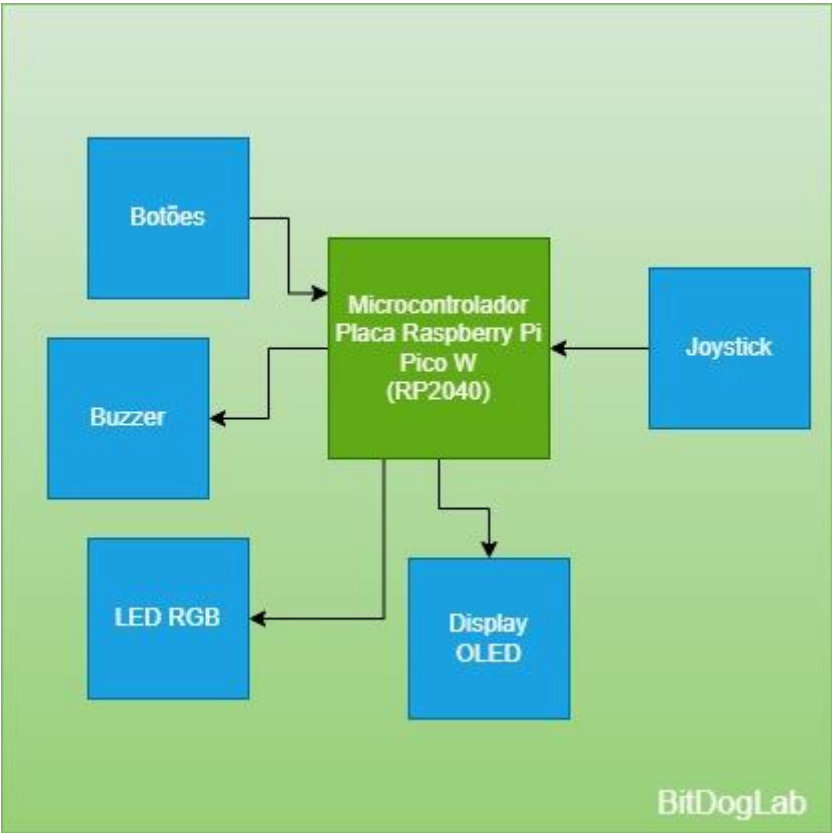 Botões
Microcontrolador
Placa Raspberry Pi
Pico W
(RP2040)
Joystick
Buzzer
LED RGB
Display
OLED
BitDogLab